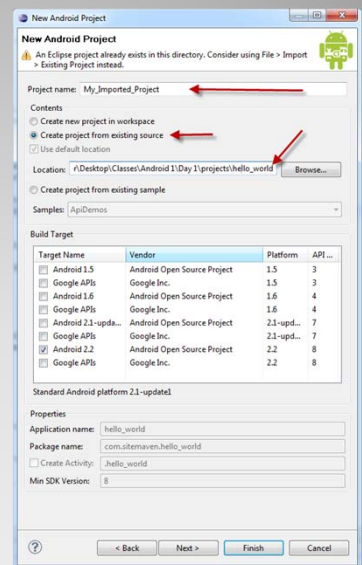 New Android Project
New Android Project
An Eclipse project already exists in this directory. Consider using File > Import
> Existing Project instead.
Project name: My_Imported_Project
Contents
Create new project in workspace
Create project from existing source
Use default location
Location: r\Desktop\Classes\Android 1\Day 1\projects\hello_world Browse...
Create project from existing sample
Samples: ApiDemos
Build Target
Target Name Vendor Platform API ...
Android 1.5 Android Open Source Project 1.5 3
Google APIs Google Inc. 1.5 3
Android 1.6 Android Open Source Project 1.6 4
Google APIs Google Inc. 1.6 4
Android 2.1-upda... Android Open Source Project 2.1-upd... 7
Google APIs Google Inc. 2.1-upd... 7
Android 2.2 Android Open Source Project 2.2 8
Google APIs Google Inc. 2.2 8
Standard Android platform 2.1-update1
Properties
Application name: hello_world
Package name: com.sitemaven.hello_world
Create Activity: .hello_world
Min SDK Version: 8
? < Back Next > Finish Cancel